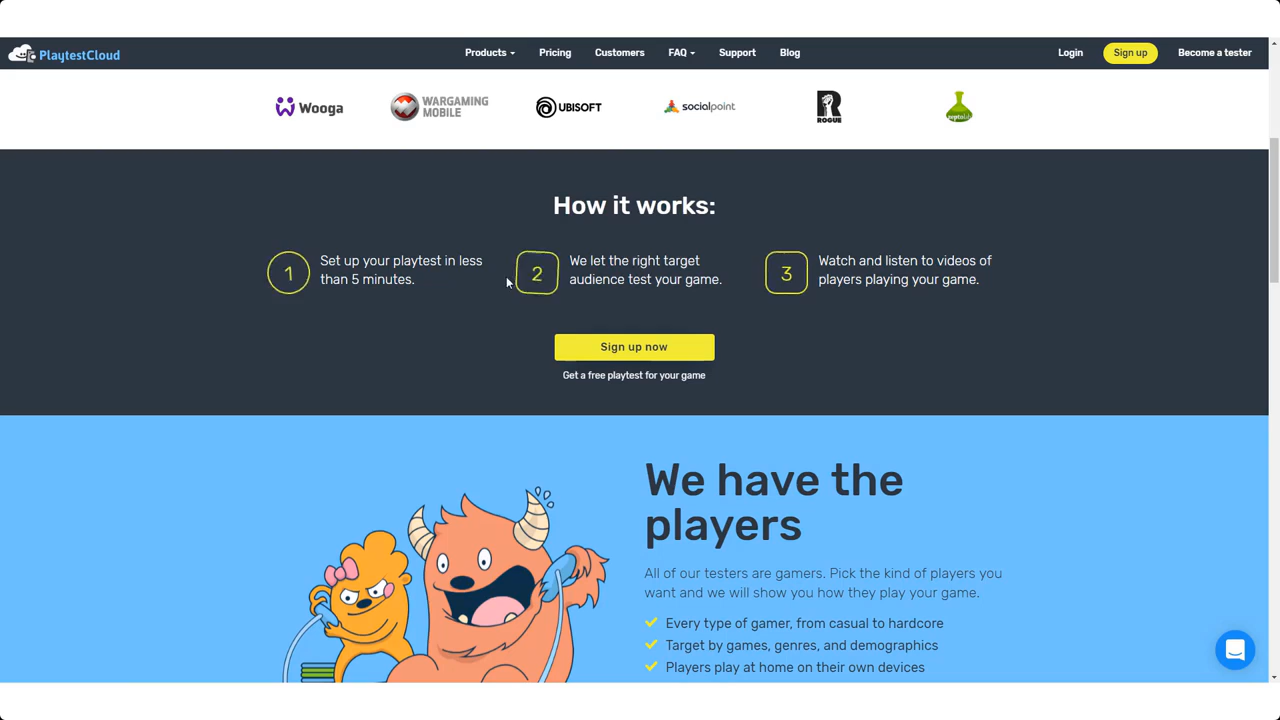 PlaytestCloud
Products
Pricing
Customers
FAQ
Support
Blog
Login
Sign up
Become a tester
Wooga
WARGAMING
MOBILE
UBISOFT
socialpoint
ROGUE
How it works:
1
Set up your playtest in less
than 5 minutes.
2
We let the right target
audience test your game.
3
Watch and listen to videos of
players playing your game.
Sign up now
Get a free playtest for your game
We have the
players
All of our testers are gamers. Pick the kind of players you
want and we will show you how they play your game.
Every type of gamer, from casual to hardcore
Target by games, genres, and demographics
Players play at home on their own devices